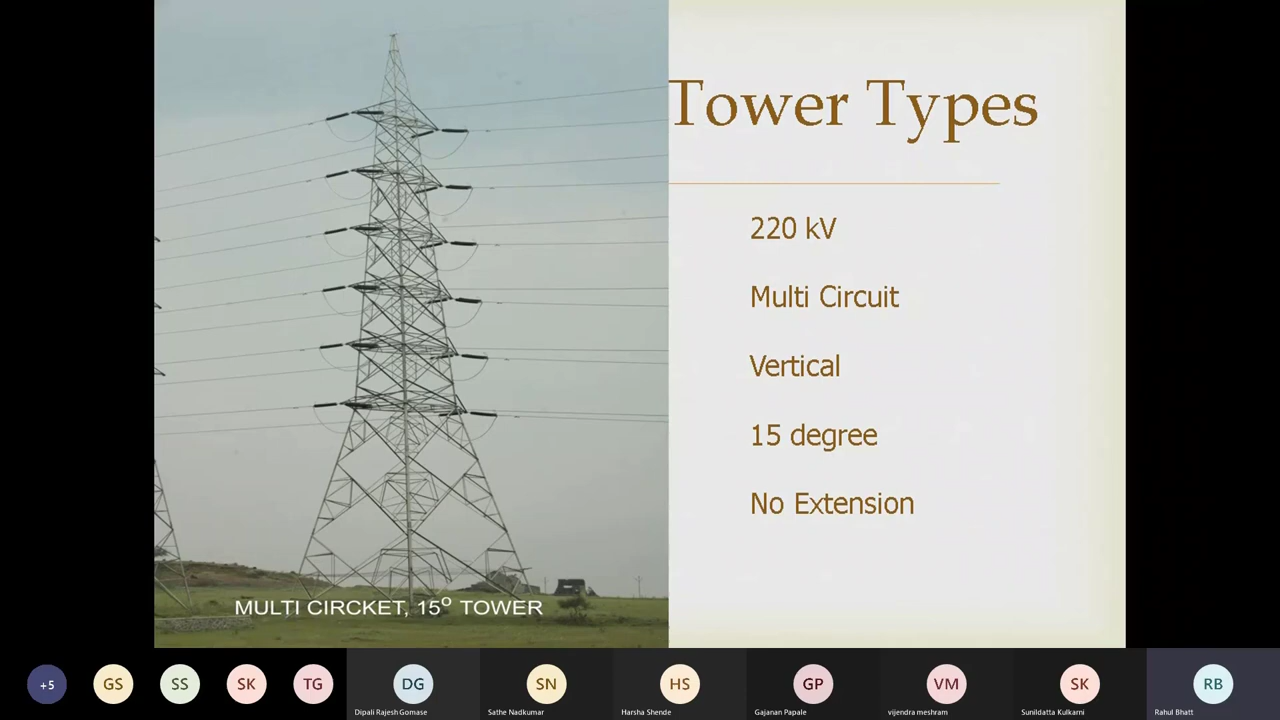 Tower Types
220 kV
Multi Circuit
Vertical
15 degree
No Extension
MULTI CIRCKET, 15° TOWER
+5
GS
SS
SK
TG
DG
SN
HS
GP
VM
SK
RB
Dipali Rajesh Gomase
Sathe Nadkumar
Harsha Shende
Gajanan Papale
vijendra meshram
Sunildatta Kulkarni
Rahul Bhatt